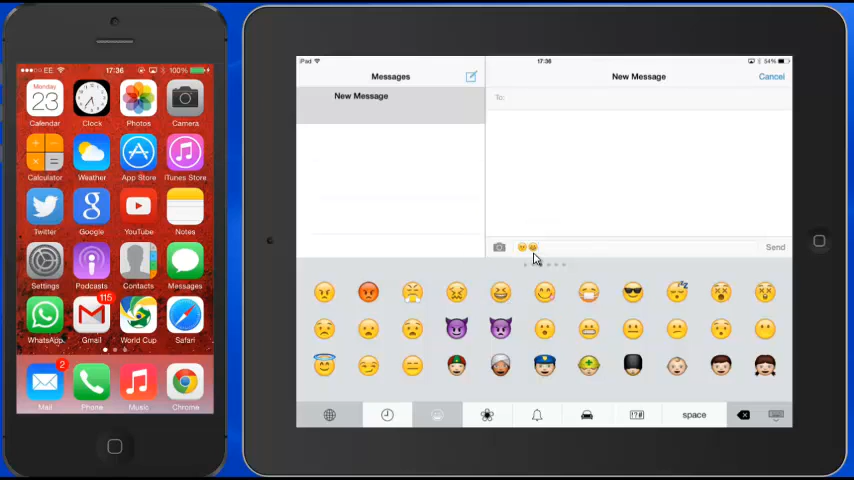 ●●●○○ EE 17:36 100%
Monday
23
Calendar Clock Photos Camera
Calculator Weather App Store iTunes Store
Twitter Google YouTube Notes
Settings Podcasts Contacts Messages
115
WhatsApp Gmail World Cup Safari
2
Mail Phone Music Chrome
iPad 17:36 54%
Messages
New Message
New Message Cancel
To:
Send
!?#
space